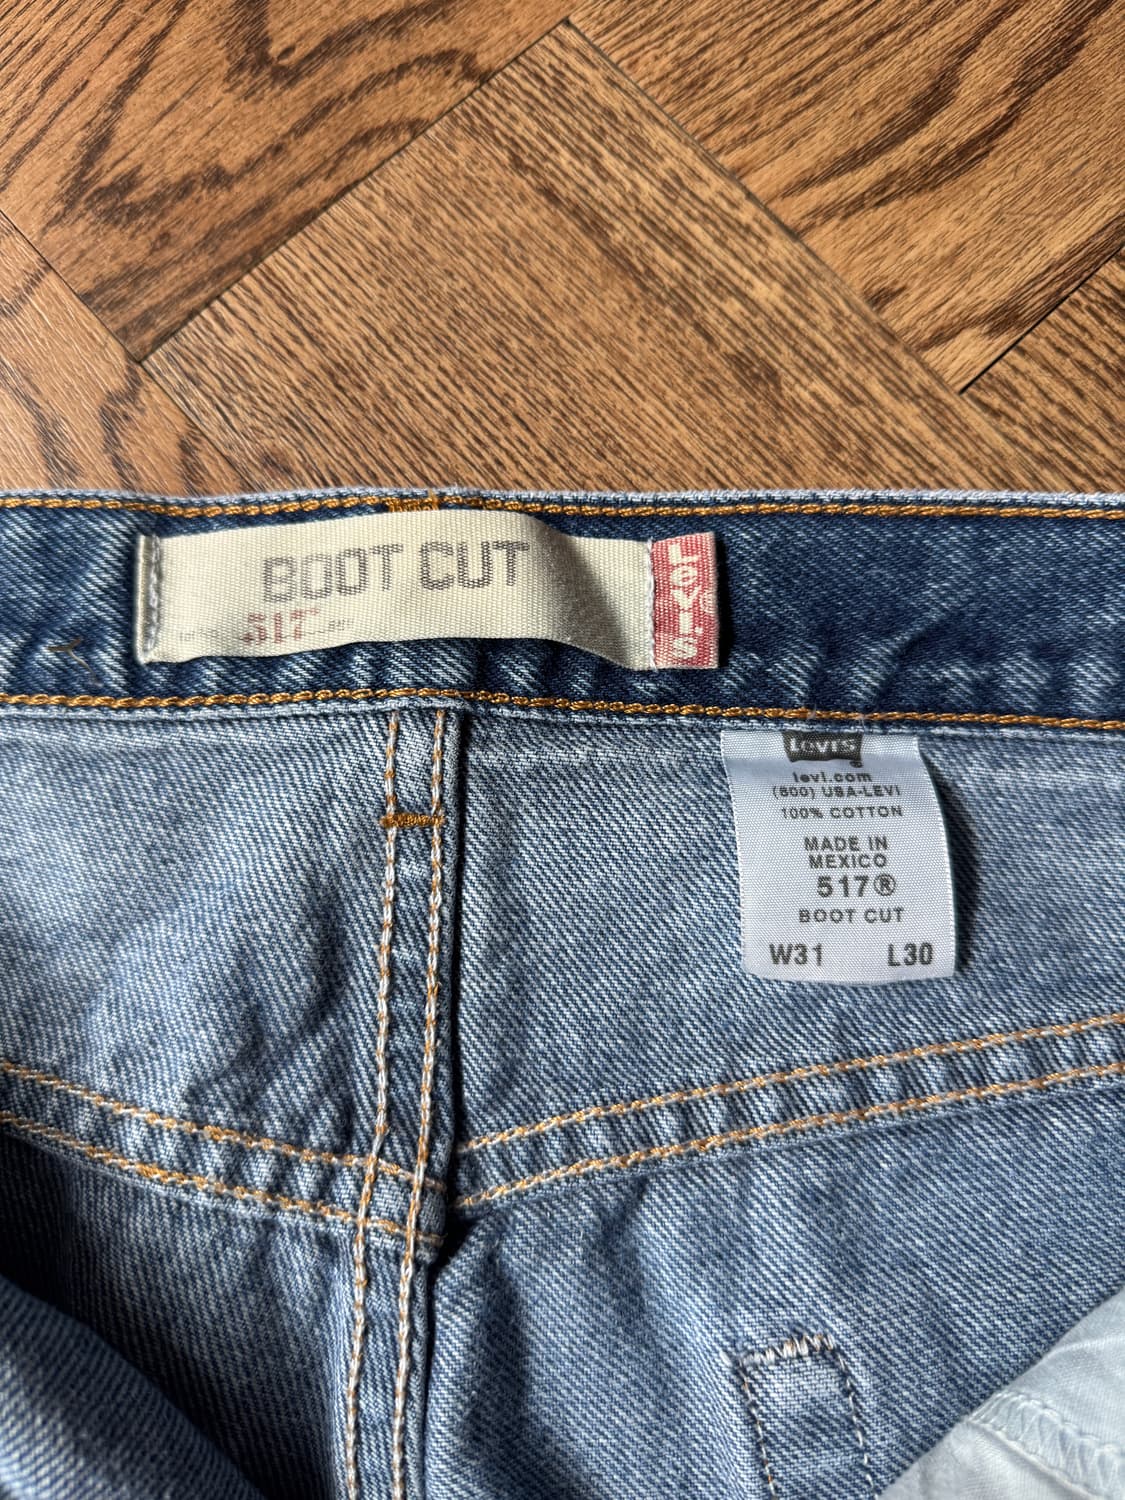 BOOT CUT
517™
Levi's
LEVI'S
®
levi.com
(800) USA-LEVI
100% COTTON
MADE IN
MEXICO
517®
BOOT CUT
W31 L30